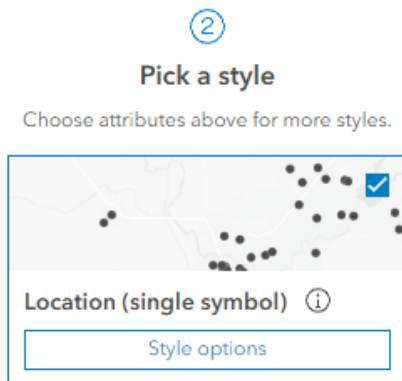 2
Pick a style
Choose attributes above for more styles.
Location (single symbol)
Style options